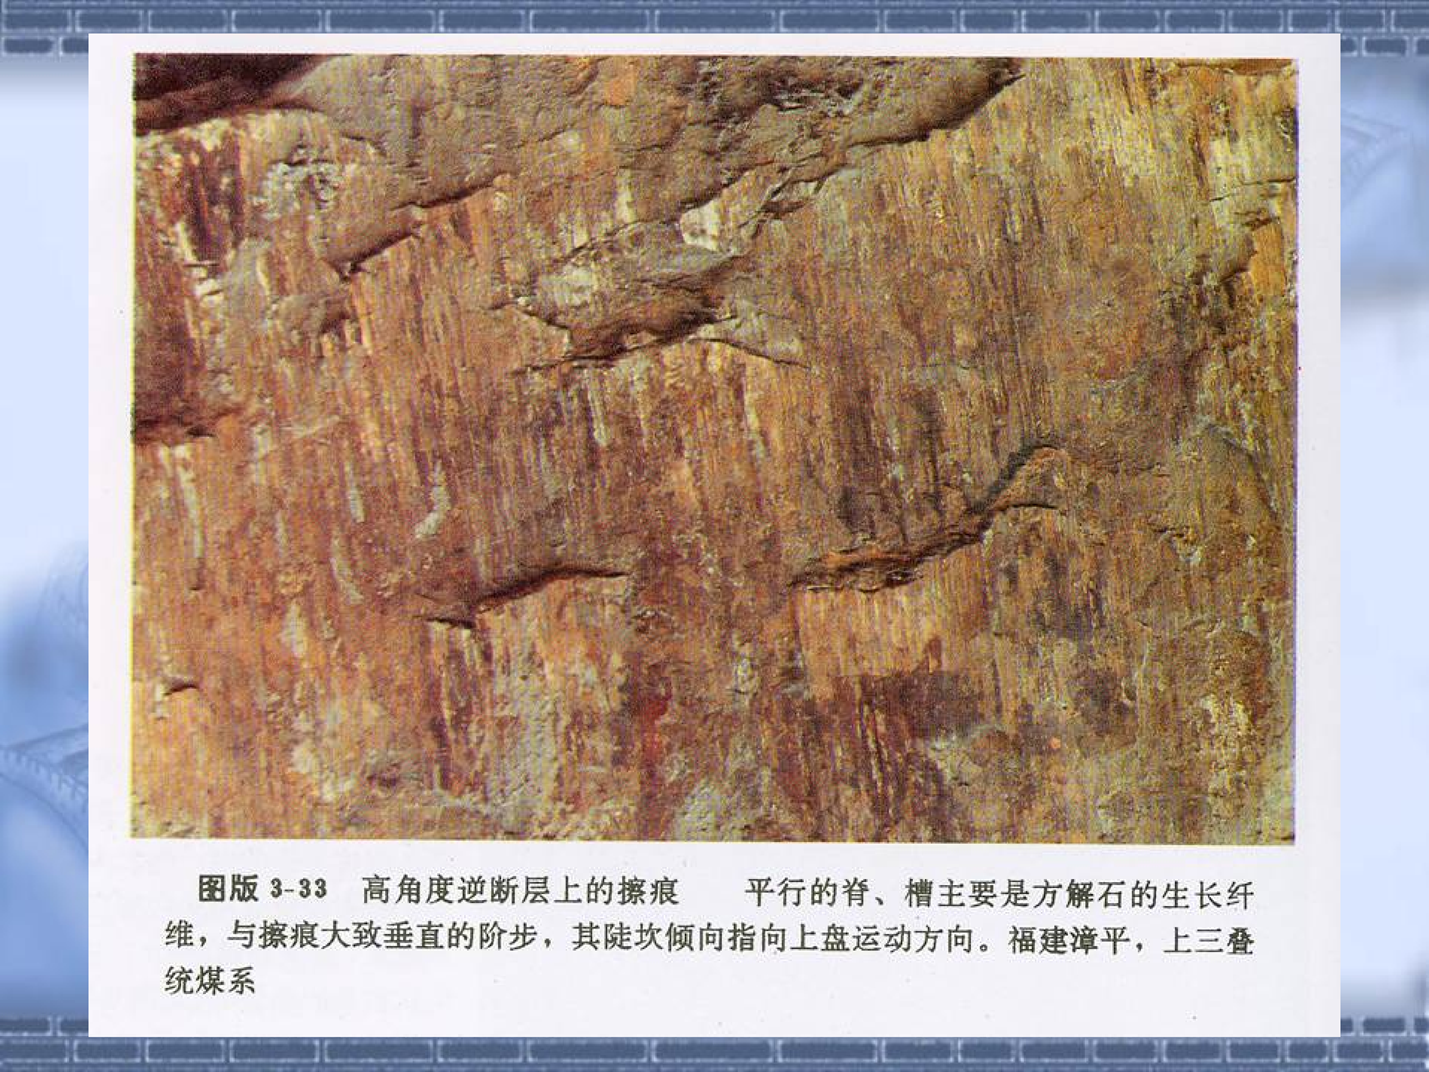 图版 3-33 高角度逆断层上的擦痕 平行的脊、槽主要是方解石的生长纤
维，与擦痕大致垂直的阶步，其陡坎倾向指向上盘运动方向。福建漳平，上三叠
统煤系